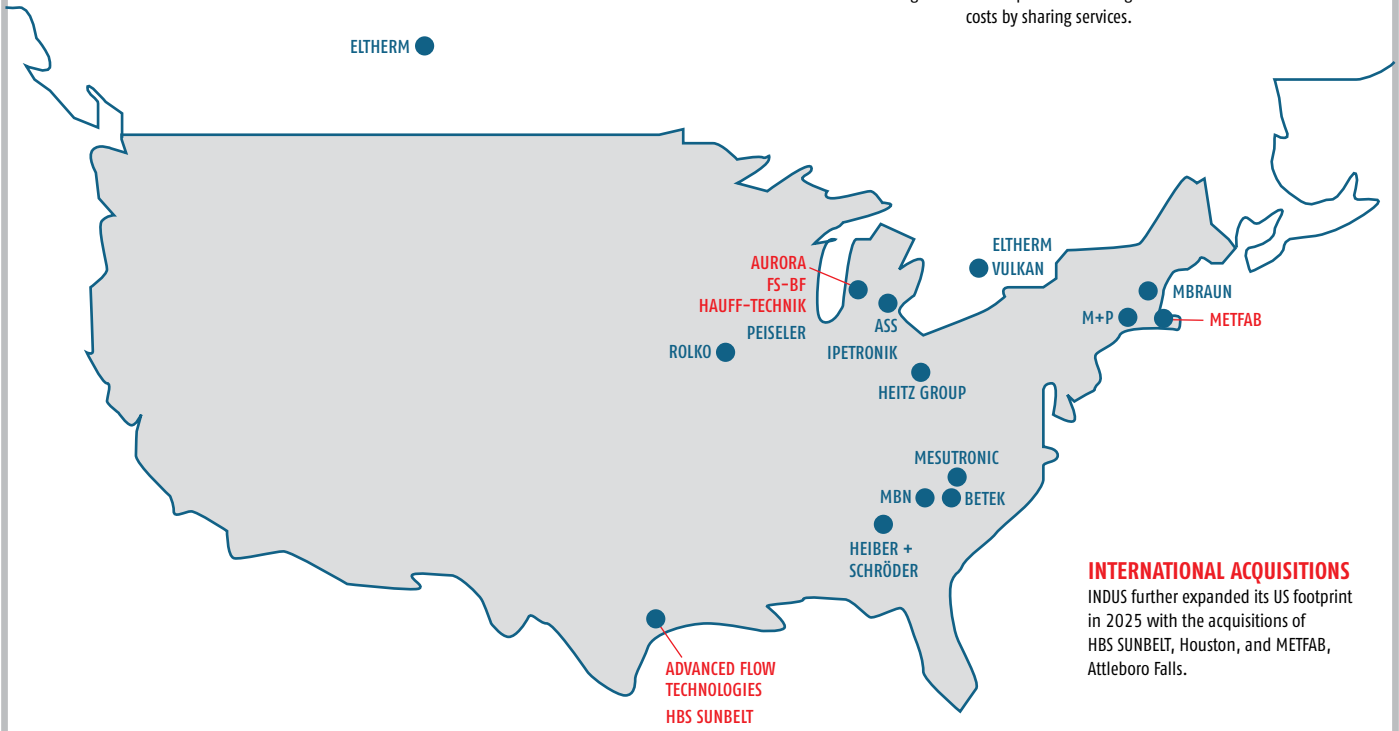 costs by sharing services.
ELTHERM
ELTHERM
VULKAN
AURORA
FS-BF
HAUFF-TECHNIK
PEISELER
ASS
MBRAUN
M+P
METFAB
ROLKO
IPETRONIK
HEITZ GROUP
MESUTRONIC
MBN
BETEK
HEIBER +
SCHRÖDER
INTERNATIONAL ACQUISITIONS
INDUS further expanded its US footprint
in 2025 with the acquisitions of
HBS SUNBELT, Houston, and METFAB,
Attleboro Falls.
ADVANCED FLOW
TECHNOLOGIES
HBS SUNBELT